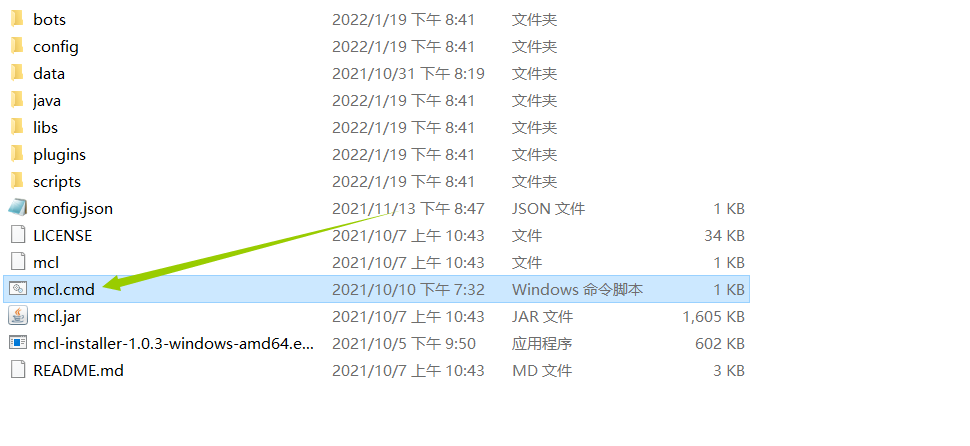 bots 2022/1/19 下午 8:41 文件夹
config 2022/1/19 下午 8:41 文件夹
data 2021/10/31 下午 8:19 文件夹
java 2022/1/19 下午 8:41 文件夹
libs 2022/1/19 下午 8:41 文件夹
plugins 2022/1/19 下午 8:41 文件夹
scripts 2022/1/19 下午 8:41 文件夹
config.json 2021/11/13 下午 8:47 JSON 文件 1 KB
LICENSE 2021/10/7 上午 10:43 文件 34 KB
mcl 2021/10/7 上午 10:43 文件 1 KB
mcl.cmd 2021/10/10 下午 7:32 Windows 命令脚本 1 KB
mcl.jar 2021/10/7 上午 10:43 JAR 文件 1,605 KB
mcl-installer-1.0.3-windows-amd64.e... 2021/10/5 下午 9:50 应用程序 602 KB
README.md 2021/10/7 上午 10:43 MD 文件 3 KB